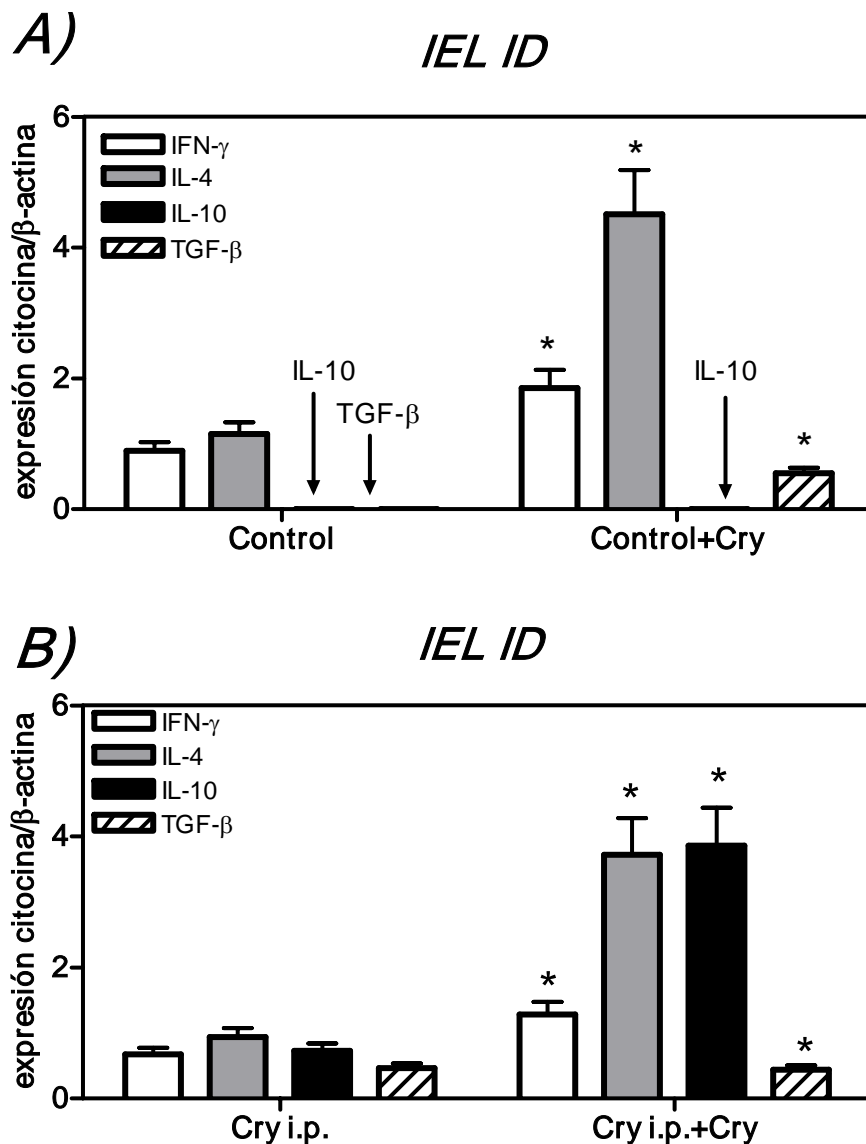 A)
IEL ID
expresión citocina/β-actina
6
4
2
0
IFN-γ
IL-4
IL-10
TGF-β
IL-10
TGF-β
*
*
IL-10
*
Control
Control+Cry
B)
IEL ID
expresión citocina/β-actina
6
4
2
0
IFN-γ
IL-4
IL-10
TGF-β
*
*
*
*
Cry i.p.
Cry i.p.+Cry